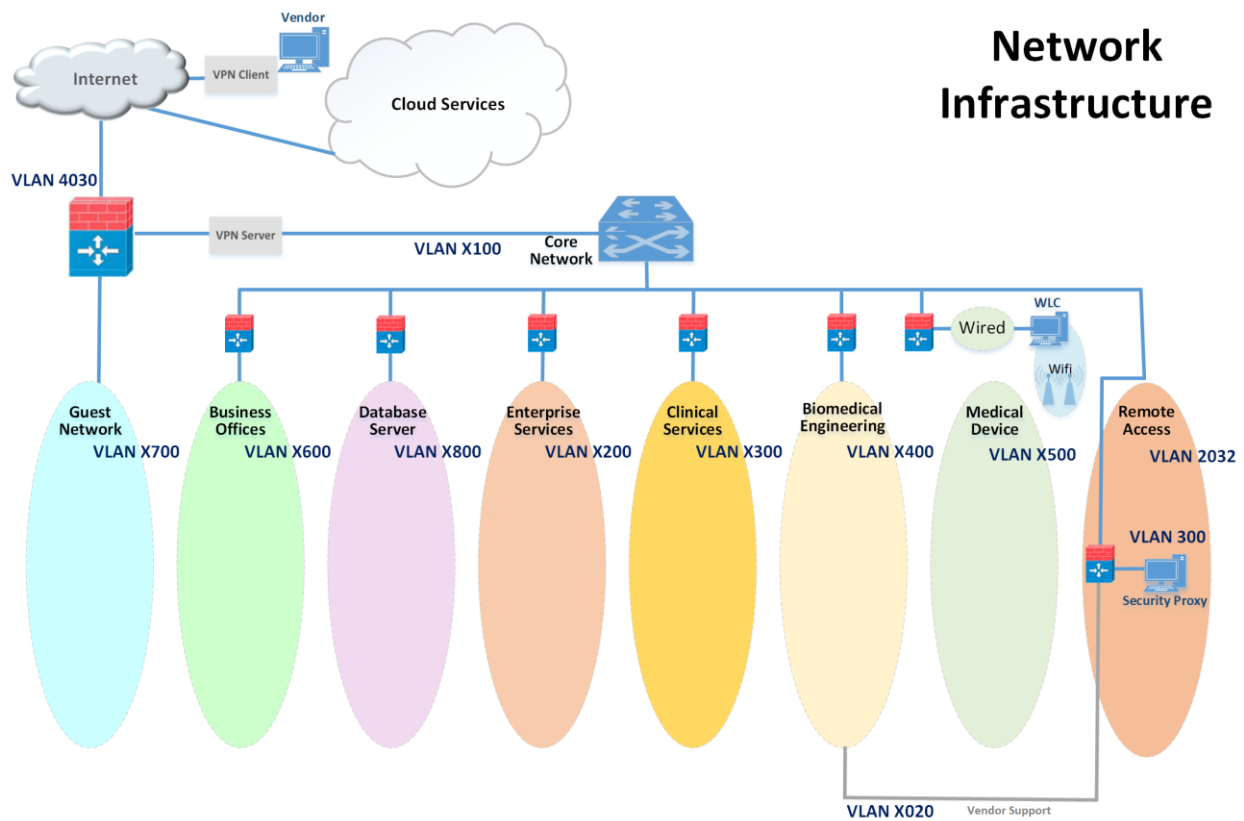 Network
Infrastructure
Vendor
Internet
VPN Client
Cloud Services
VLAN 4030
VPN Server
VLAN X100
Core
Network
WLC
Wired
Wifi
Guest
Network
VLAN X700
Business
Offices
VLAN X600
Database
Server
VLAN X800
Enterprise
Services
VLAN X200
Clinical
Services
VLAN X300
Biomedical
Engineering
VLAN X400
Medical
Device
VLAN X500
Remote
Access
VLAN 2032
VLAN 300
Security Proxy
VLAN X020
Vendor Support